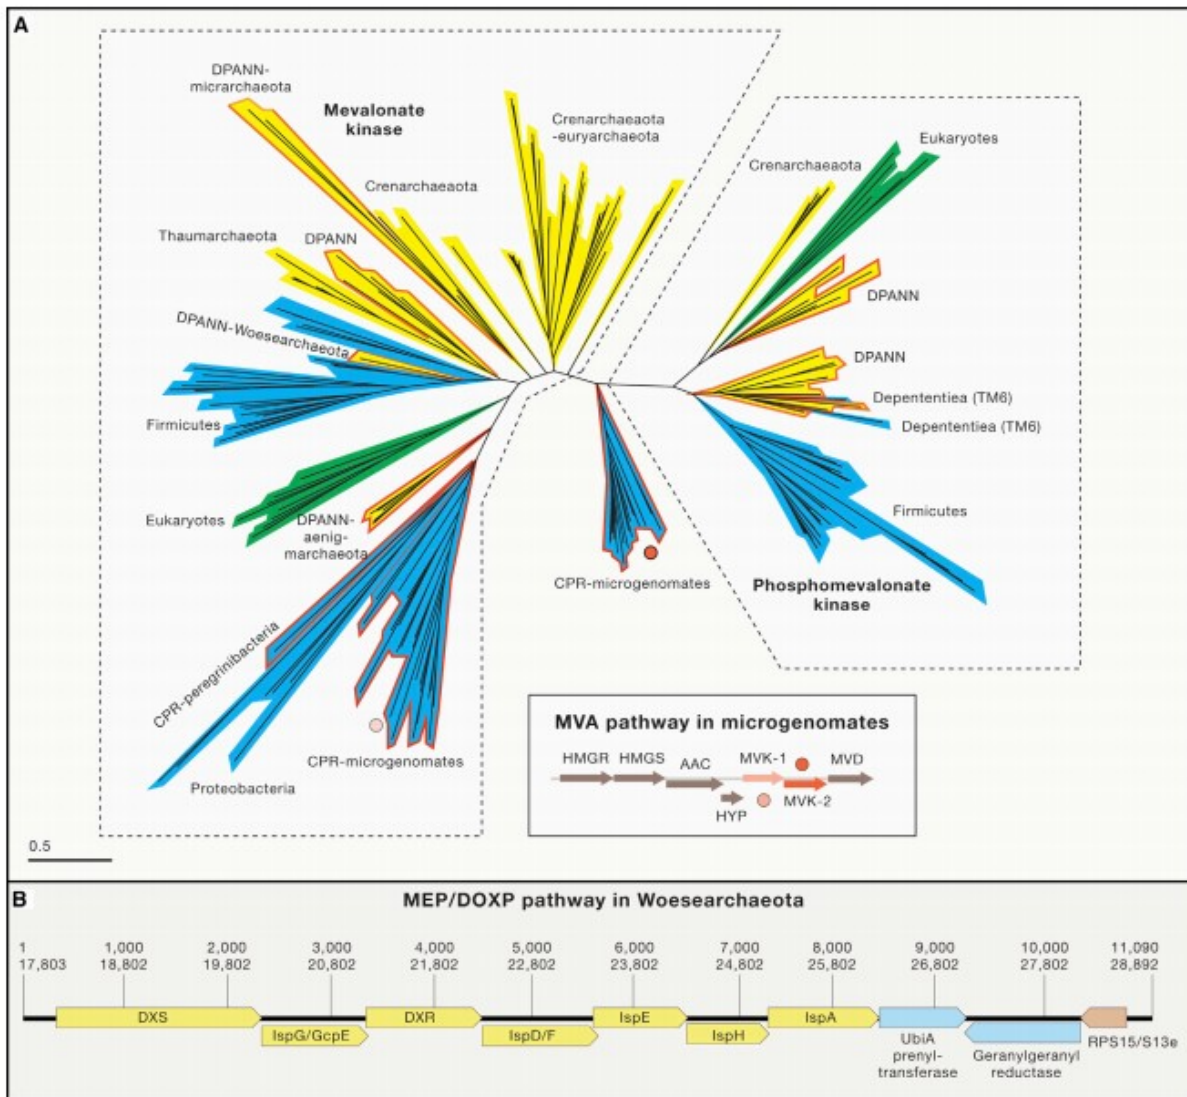 A
DPANN-
micrarchaeota
Mevalonate
kinase
Crenarchaeaota
-euryarchaeota
Crenarchaeaota
Thaumarchaeota
DPANN
DPANN-Woesearchaeota
Firmicutes
Eukaryotes
DPANN-
aenig-
marchaeota
CPR-peregrinibacteria
Proteobacteria
CPR-microgenomates
CPR-microgenomates
Crenarchaeaota
Eukaryotes
DPANN
DPANN
Depententiea (TM6)
Depententiea (TM6)
Firmicutes
Phosphomevalonate
kinase
MVA pathway in microgenomates
HMGR HMGS AAC MVK-1 MVD
HYP MVK-2
0.5
B
MEP/DOXP pathway in Woesearchaeota
1 1,000 2,000 3,000 4,000 5,000 6,000 7,000 8,000 9,000 10,000 11,090
17,803 18,802 19,802 20,802 21,802 22,802 23,802 24,802 25,802 26,802 27,802 28,892
DXS DXR IspE IspA
IspG/GcpE IspD/F IspH
UbiA
prenyl-
transferase
Geranylgeranyl
reductase
RPS15/S13e